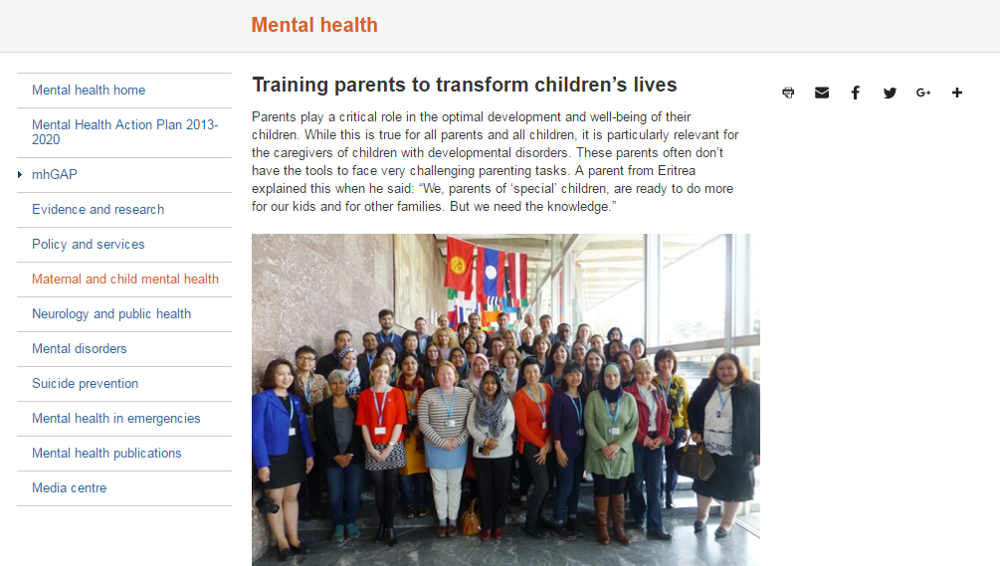 Mental health
Mental health home
Mental Health Action Plan 2013-
2020
mhGAP
Evidence and research
Policy and services
Maternal and child mental health
Neurology and public health
Mental disorders
Suicide prevention
Mental health in emergencies
Mental health publications
Media centre
Training parents to transform children’s lives
Parents play a critical role in the optimal development and well-being of their
children. While this is true for all parents and all children, it is particularly relevant for
the caregivers of children with developmental disorders. These parents often don’t
have the tools to face very challenging parenting tasks. A parent from Eritrea
explained this when he said: “We, parents of ‘special’ children, are ready to do more
for our kids and for other families. But we need the knowledge.”
G+